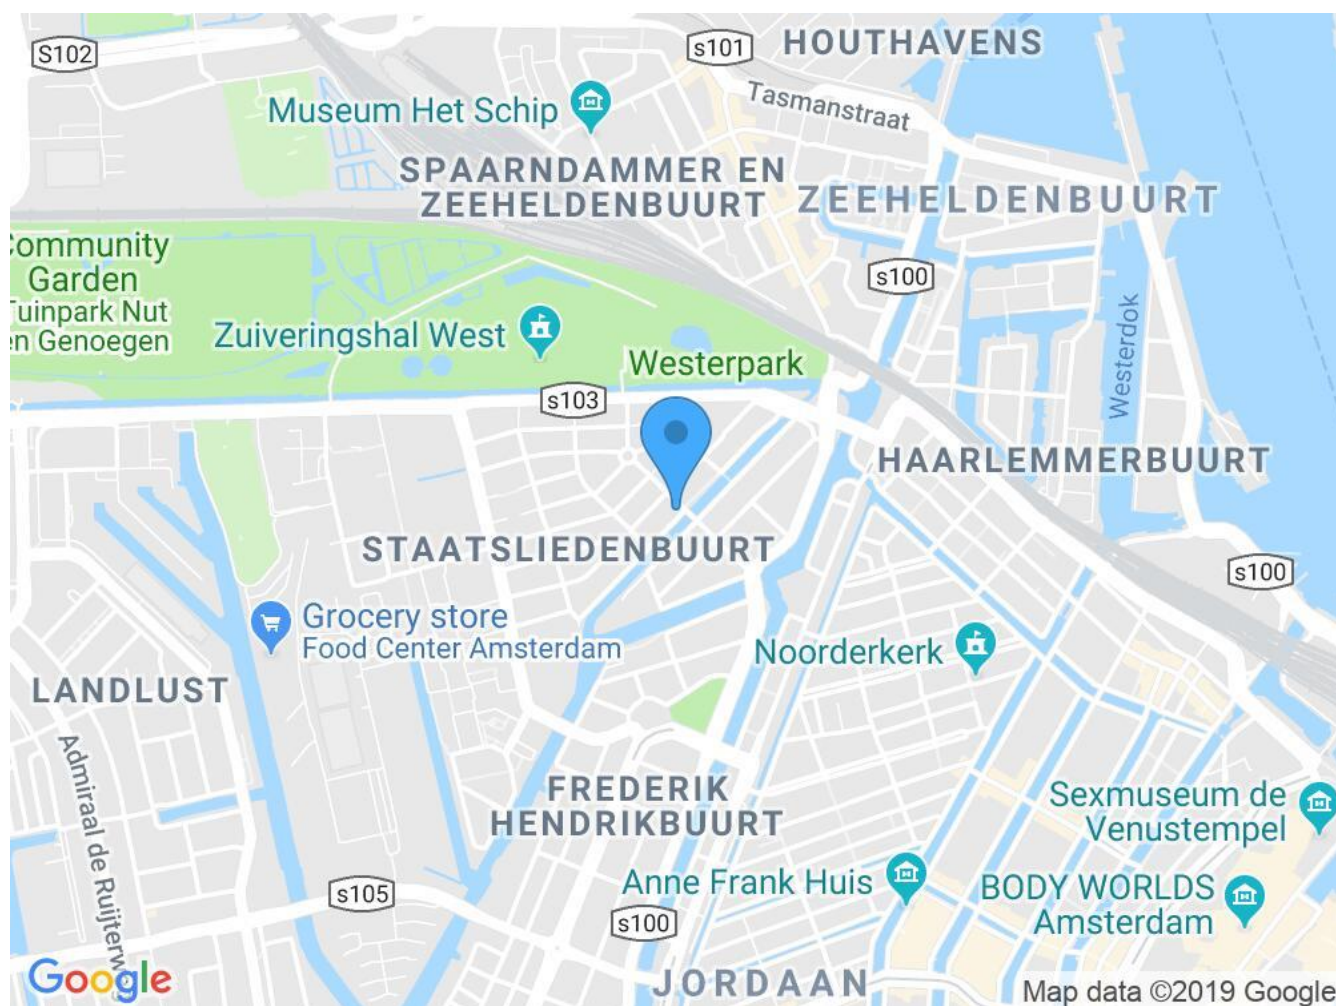 S102
s101
HOUTHAVENS
Tasmanstraat
Museum Het Schip
SPAARNDAMMER EN
ZEEHELDENBUURT
ZEEHELDENBUURT
Community
Garden
Tuinpark Nut
en Genoegen
s100
Zuiveringshal West
Westerpark
Westerdok
s103
HAARLEMMERBUURT
STAATSLIEDENBUURT
s100
Grocery store
Food Center Amsterdam
Noorderkerk
LANDLUST
Admiraal de Ruijterweg
FREDERIK
HENDRIKBUURT
Sexmuseum de
Venustempel
Anne Frank Huis
BODY WORLDS
Amsterdam
s105
s100
JORDAAN
Google
Map data ©2019 Google